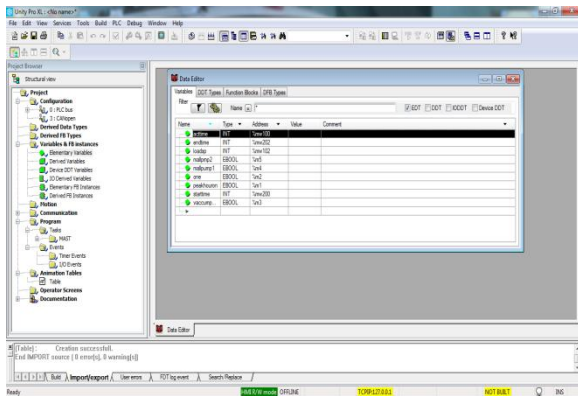 Unity Pro XL : <No name>*
File Edit View Services Tools Build PLC Debug Window Help
Project Browser
Structural view
Project
Configuration
0 : PLC bus
3 : CANopen
Derived Data Types
Derived FB Types
Variables & FB instances
Elementary Variables
Derived Variables
Device DDT Variables
IO Derived Variables
Elementary FB Instances
Derived FB Instances
Motion
Communication
Program
Tasks
MAST
Events
Timer Events
I/O Events
Animation Tables
Table
Operator Screens
Documentation
Data Editor
Variables DDT Types Function Blocks DFB Types
Filter Name *
EDT DDT IODDT Device DDT
Name Type Address Value Comment
INT %mw100
endtime INT %mw202
loadsp INT %mw102
mallpmp2 EBOOL %m5
mallpump1 EBOOL %m4
one EBOOL %m2
peakhouron EBOOL %m1
starttime INT %mw200
EBOOL %m3
Data Editor
{Table} : Creation successfull.
End IMPORT source ( 0 error(s), 0 warning(s))
Build Import/export User errors FDT log event Search/Replace
Ready HMI R/W mode OFFLINE TCPIP:127.0.0.1 NOT BUILT INS